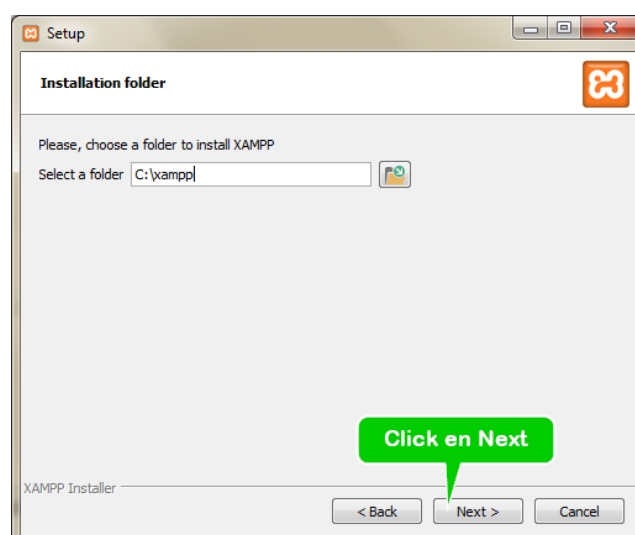 Setup
Installation folder
Please, choose a folder to install XAMPP
Select a folder C:\xampp
Click en Next
XAMPP Installer
< Back Next > Cancel